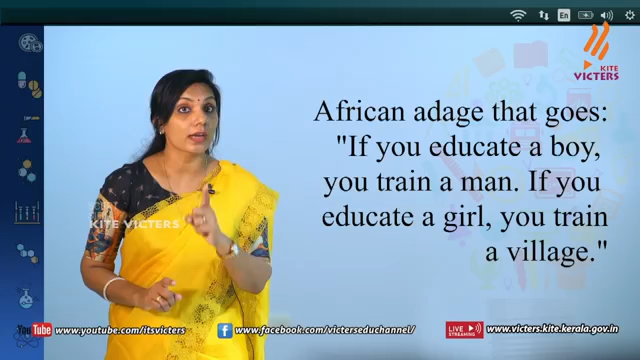 En
KITE
VICTERS
African adage that goes:
"If you educate a boy,
you train a man. If you
educate a girl, you train
a village."
KITE VICTERS
YouTube www.youtube.com/itsvicters
f www.facebook.com/victerseduchannel/
LIVE STREAMING www.victers.kite.kerala.gov.in